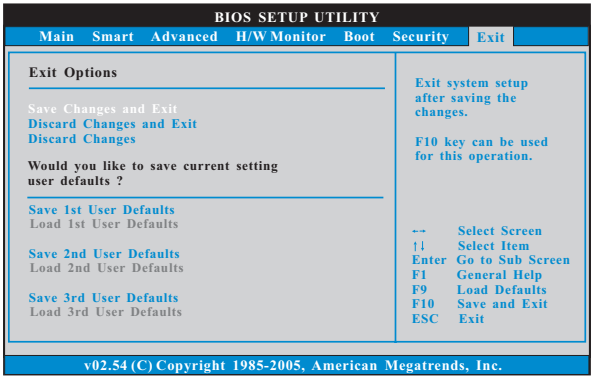 BIOS SETUP UTILITY
Main Smart Advanced H/W Monitor Boot Security Exit
Exit Options
Save Changes and Exit
Discard Changes and Exit
Discard Changes
Would you like to save current setting
user defaults ?
Save 1st User Defaults
Load 1st User Defaults
Save 2nd User Defaults
Load 2nd User Defaults
Save 3rd User Defaults
Load 3rd User Defaults
Exit system setup
after saving the
changes.
F10 key can be used
for this operation.
←→ Select Screen
↑↓ Select Item
Enter Go to Sub Screen
F1 General Help
F9 Load Defaults
F10 Save and Exit
ESC Exit
v02.54 (C) Copyright 1985-2005, American Megatrends, Inc.